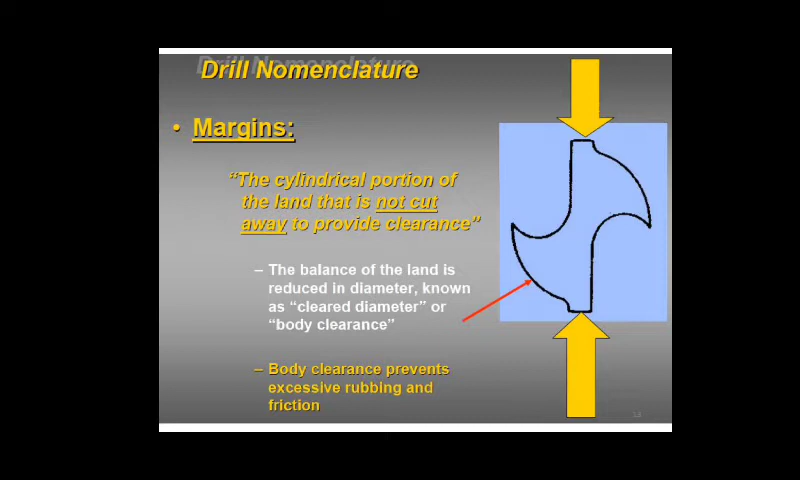 Drill Nomenclature
• Margins:
“The cylindrical portion of
the land that is not cut
away to provide clearance”
– The balance of the land is
reduced in diameter, known
as “cleared diameter” or
“body clearance”
– Body clearance prevents
excessive rubbing and
friction